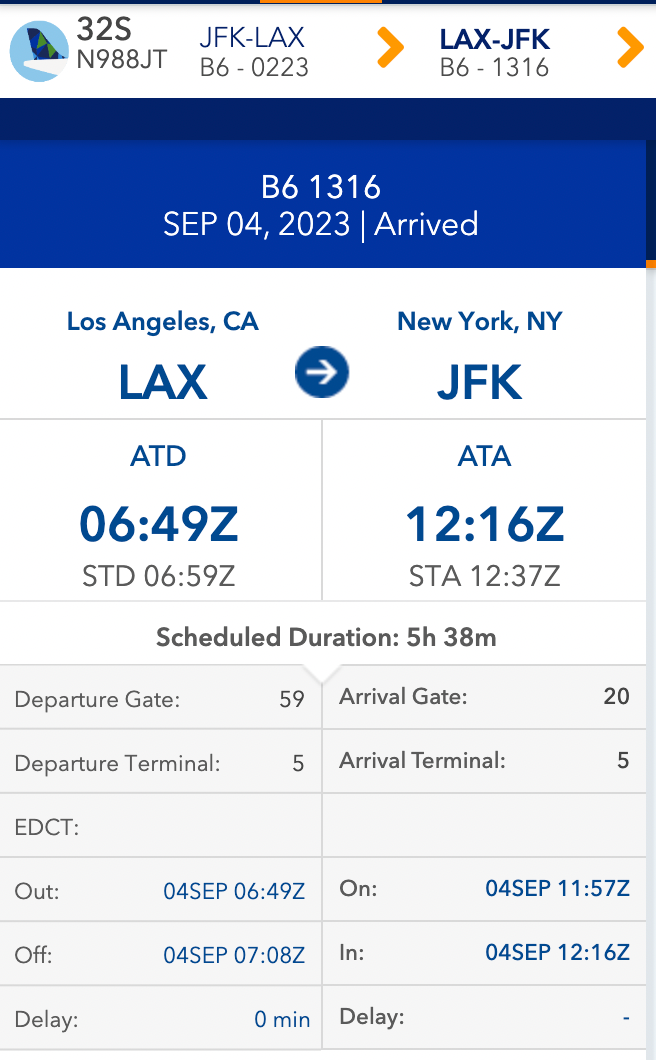 32S
N988JT
JFK-LAX
B6 - 0223
LAX-JFK
B6 - 1316
B6 1316
SEP 04, 2023 | Arrived
Los Angeles, CA
LAX
New York, NY
JFK
ATD
06:49Z
STD 06:59Z
ATA
12:16Z
STA 12:37Z
Scheduled Duration: 5h 38m
Departure Gate: 59
Arrival Gate: 20
Departure Terminal: 5
Arrival Terminal: 5
EDCT:
Out: 04SEP 06:49Z
On: 04SEP 11:57Z
Off: 04SEP 07:08Z
In: 04SEP 12:16Z
Delay: 0 min
Delay: -